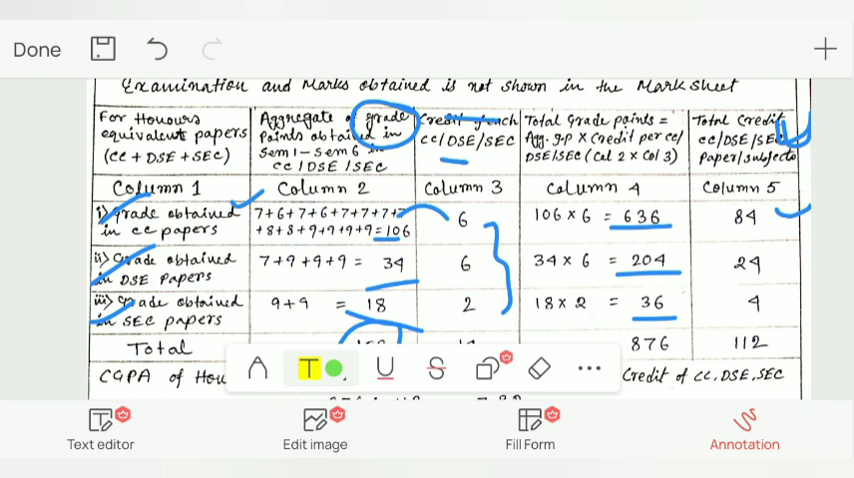 Done
Examination and Marks obtained is not shown in the Mark sheet
For Honours equivalent papers (CC + DSE + SEC)
Aggregate grade Points obtained in Sem 1 - Sem 6 in CC / DSE / SEC
Credit of each CC/DSE/SEC
Total Grade points = Agg. g.p X Credit per CC/ DSE/SEC (Col 2 X Col 3)
Total Credit CC/DSE/SEC Paper/subjects
Column 1
Column 2
Column 3
Column 4
Column 5
i) Grade obtained in CC papers
7+6+7+6+7+7+7+
+8+8+9+9+9+9=106
6
106 x 6 = 636
84
ii) Grade obtained in DSE Papers
7+9+9+9 = 34
6
34 x 6 = 204
24
iii) Grade obtained in SEC papers
9+9 = 18
2
18 x 2 = 36
4
Total
876
112
T
U
S
CGPA of Hou
Credit of CC, DSE, SEC
Text editor
Edit image
Fill Form
Annotation